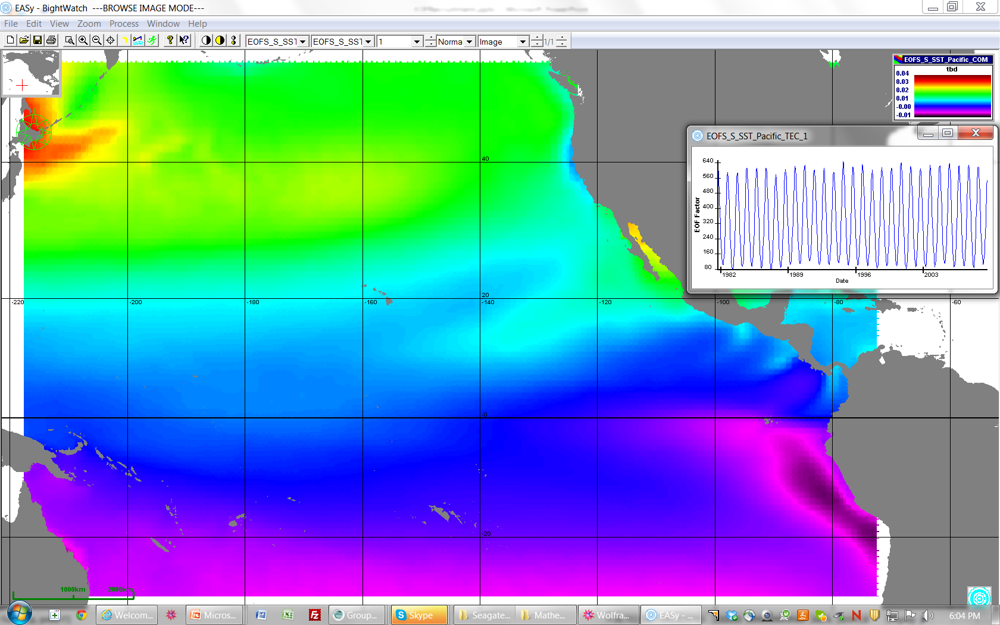 EASy - BightWatch ---BROWSE IMAGE MODE---
File Edit View Zoom Process Window Help
EOFS_S_SST EOFS_S_SST 1 Norma Image 1/1
EOFS_S_SST_Pacific_COM
tbd
0.04
0.03
0.02
0.01
-0.00
-0.01
EOFS_S_SST_Pacific_TEC_1
640
560
480
400
320
240
160
80
EOF Factor
1982 1989 1996 2003
Date
40
20
-220 -200 -180 -160 -140 -120 -100 -80 -60
-0
-20
1000km 2000km
Welcom... Micros... Group... Skype Seagate... Mathe... Wolfra... EASy - ... 6:04 PM